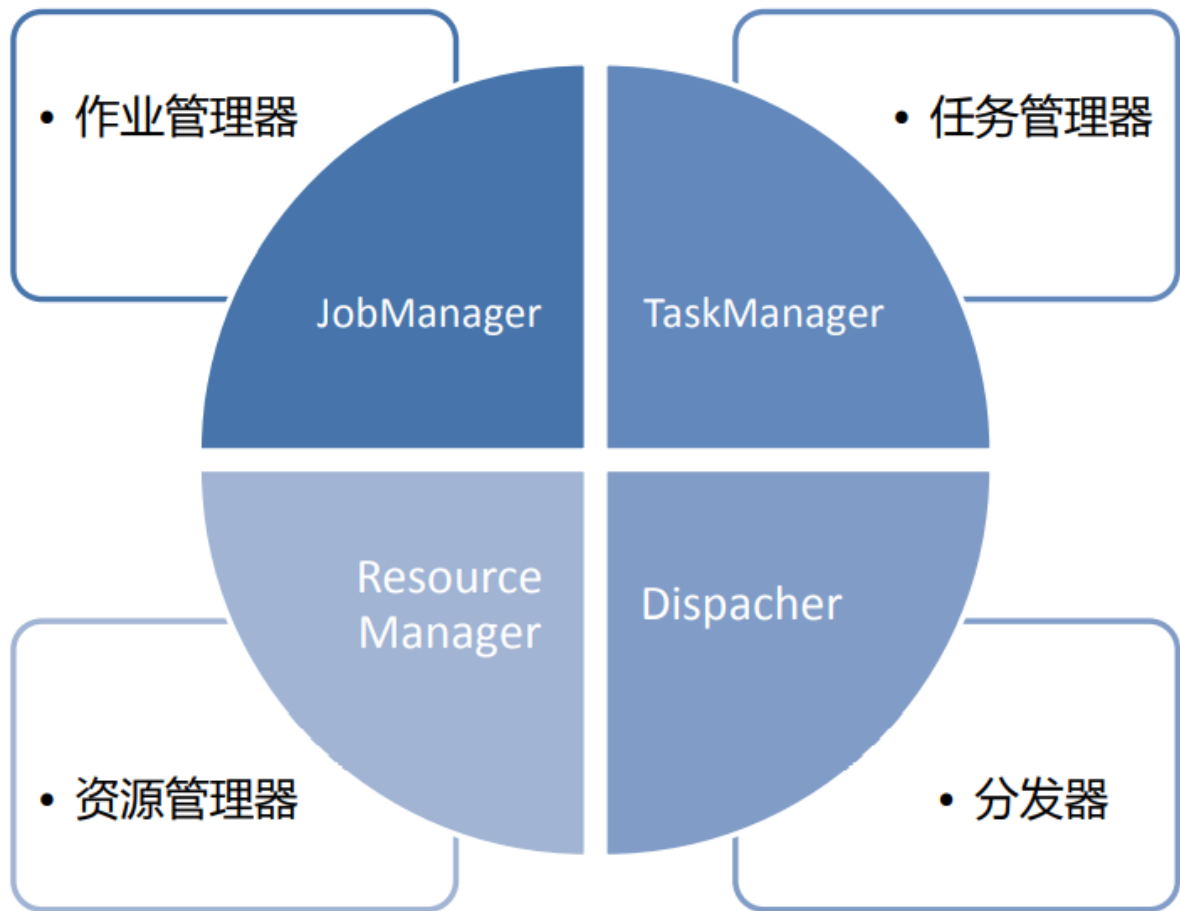 • 作业管理器
• 任务管理器
JobManager
TaskManager
Resource
Manager
Dispacher
• 资源管理器
• 分发器